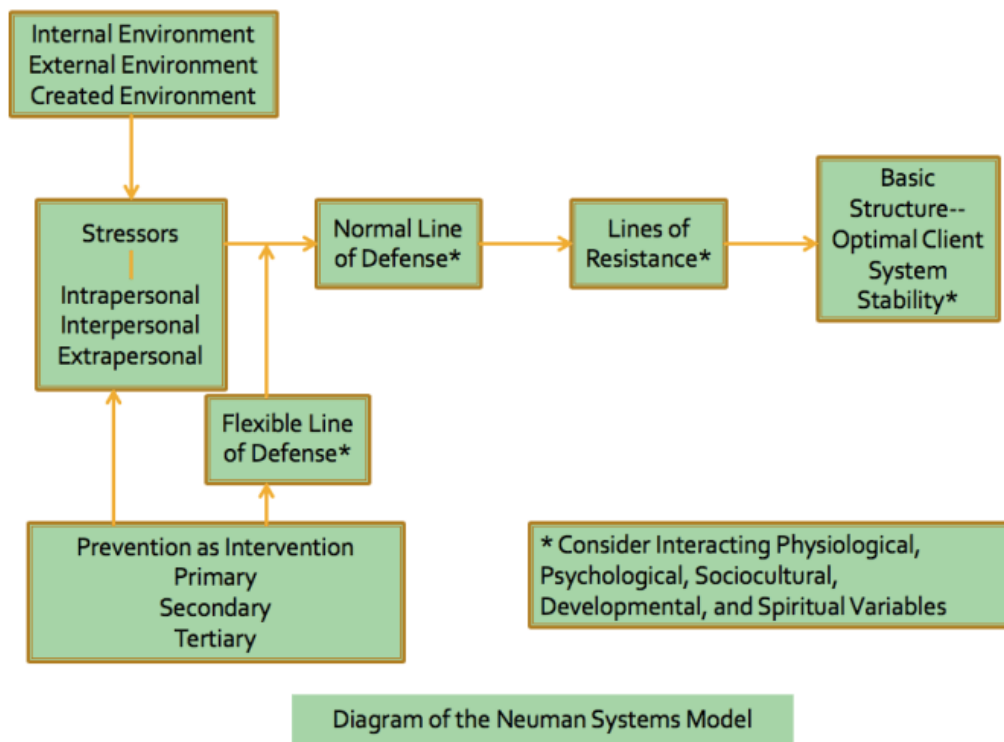 Internal Environment
External Environment
Created Environment
Stressors
Intrapersonal
Interpersonal
Extrapersonal
Normal Line
of Defense*
Lines of
Resistance*
Basic
Structure--
Optimal Client
System
Stability*
Flexible Line
of Defense*
Prevention as Intervention
Primary
Secondary
Tertiary
* Consider Interacting Physiological,
Psychological, Sociocultural,
Developmental, and Spiritual Variables
Diagram of the Neuman Systems Model